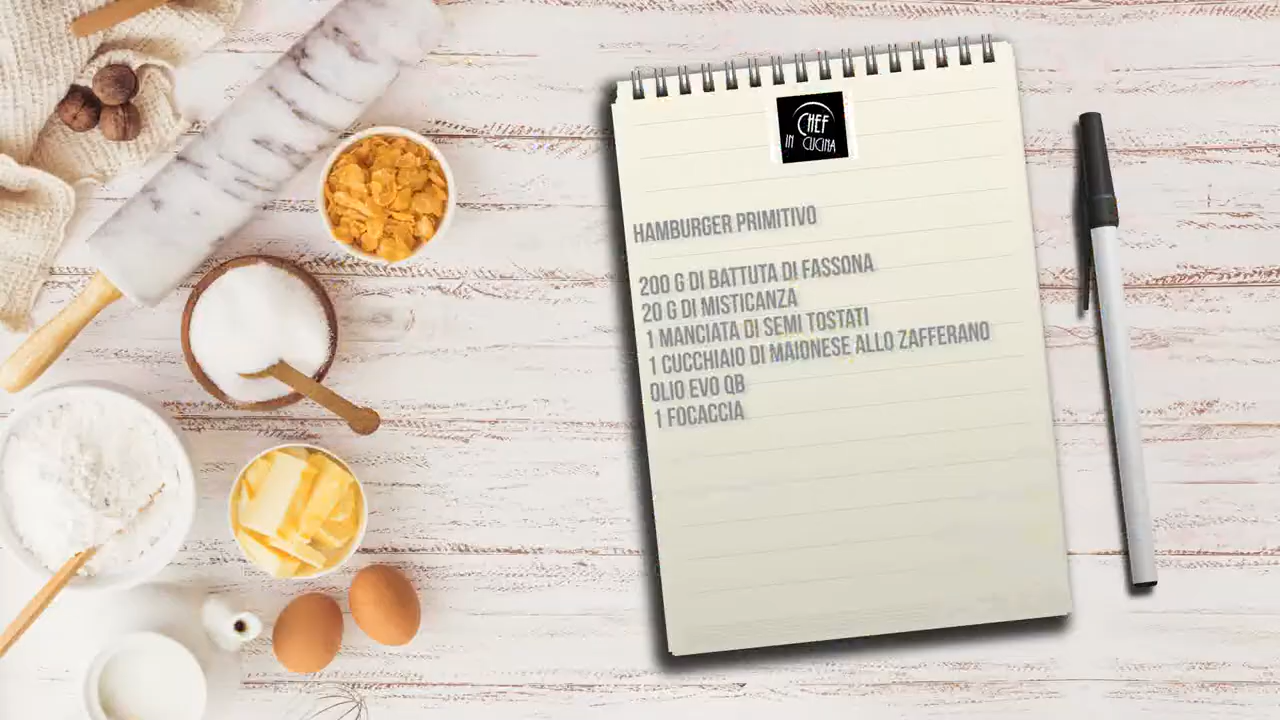 CHEF
IN CUCINA
HAMBURGER PRIMITIVO
200 G DI BATTUTA DI FASSONA
20 G DI MISTICANZA
1 MANCIATA DI SEMI TOSTATI
1 CUCCHIAIO DI MAIONESE ALLO ZAFFERANO
OLIO EVO QB
1 FOCACCIA